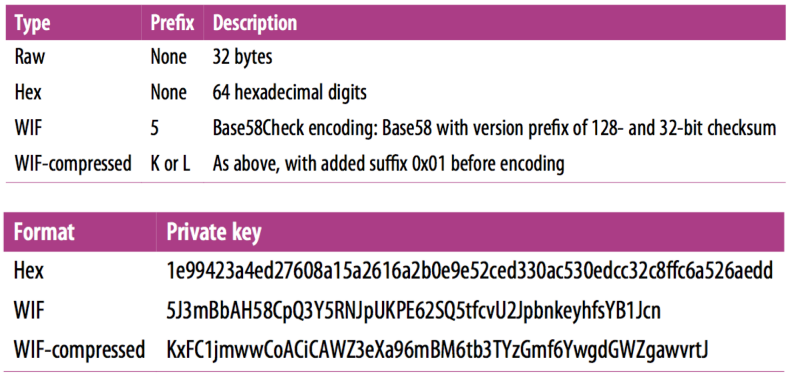 Type Prefix Description
Raw None 32 bytes
Hex None 64 hexadecimal digits
WIF 5 Base58Check encoding: Base58 with version prefix of 128- and 32-bit checksum
WIF-compressed K or L As above, with added suffix 0x01 before encoding
Format Private key
Hex 1e99423a4ed27608a15a2616a2b0e9e52ced330ac530edcc32c8ffc6a526aedd
WIF 5J3mBbAH58CpQ3Y5RNJpUKPE62SQ5tfcvU2JpbnkeyhfsYB1Jcn
WIF-compressed KxFC1jmwwCoACiCAWZ3eXa96mBM6tb3TYzGmf6YwgdGWZgawvrtJ